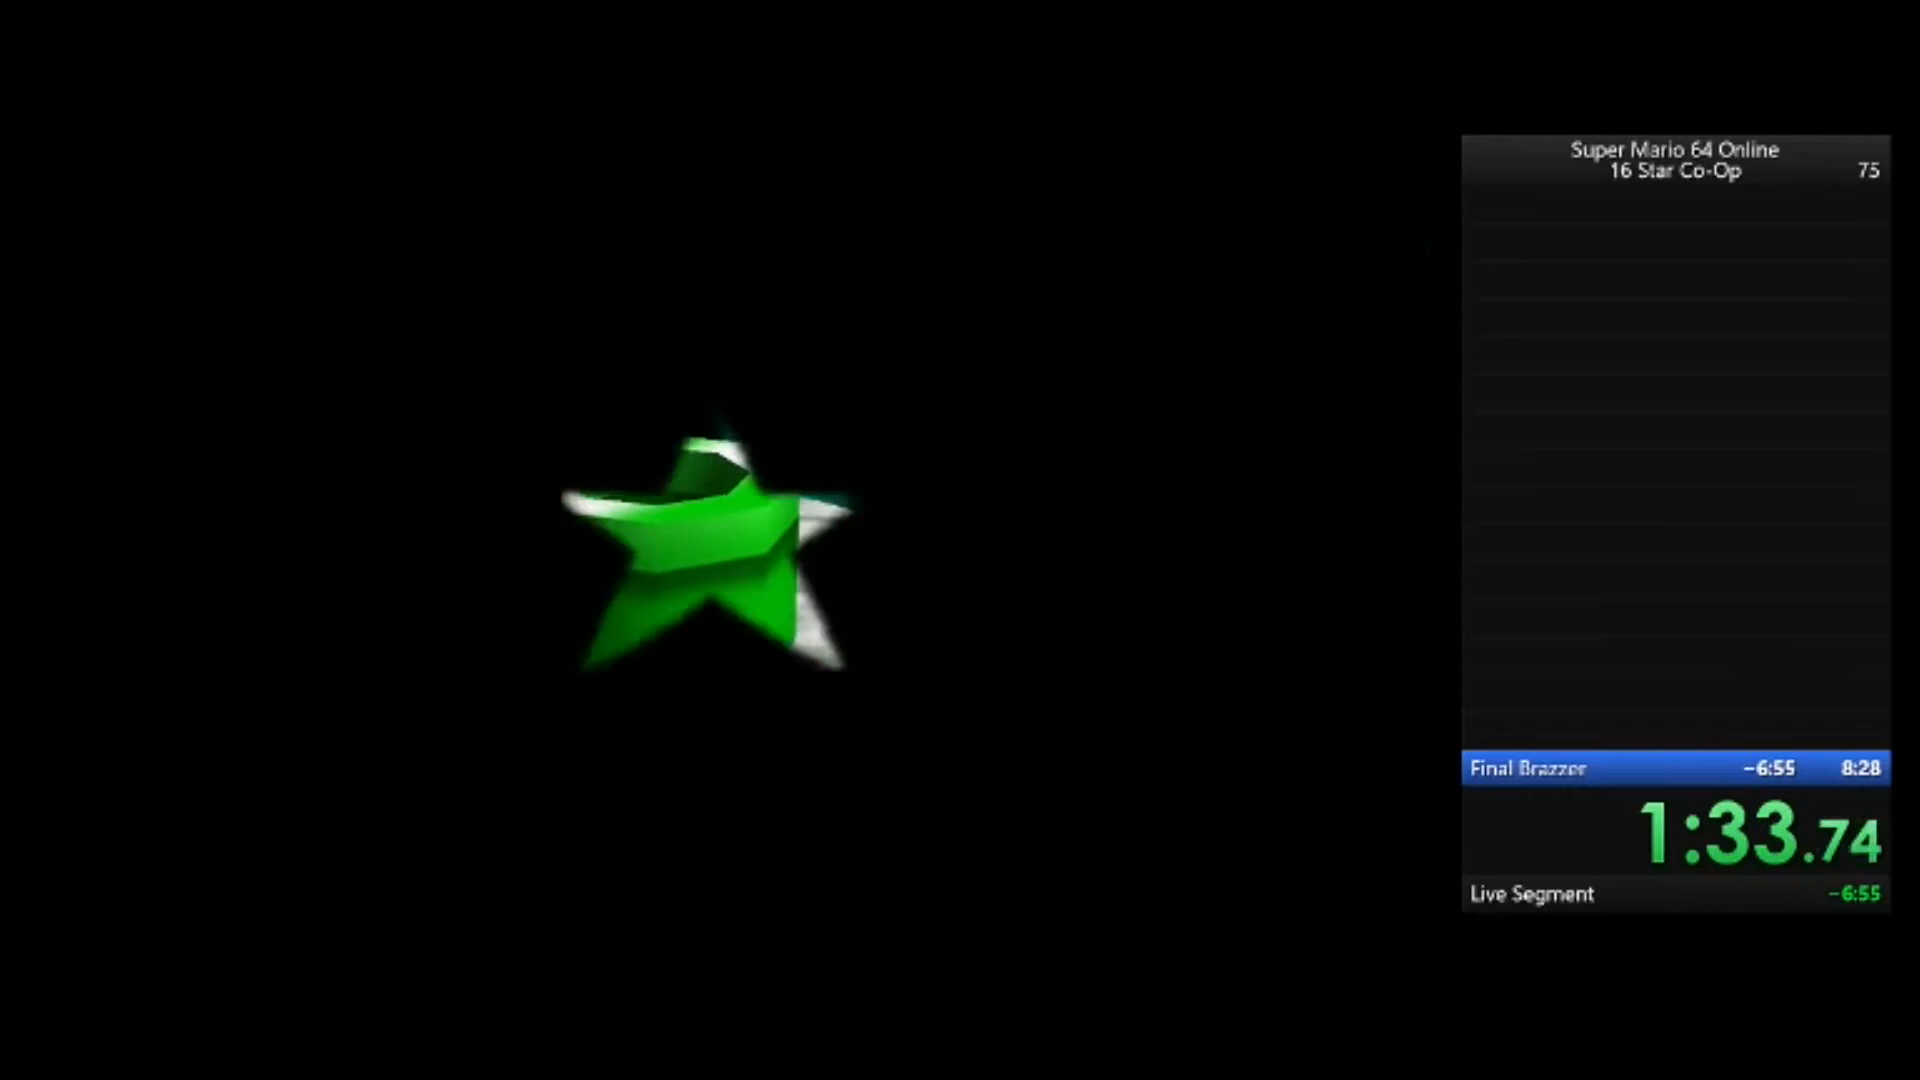 Super Mario 64 Online
16 Star Co-Op 75
Final Brazzer -6:55 8:28
1:33.74
Live Segment -6:55